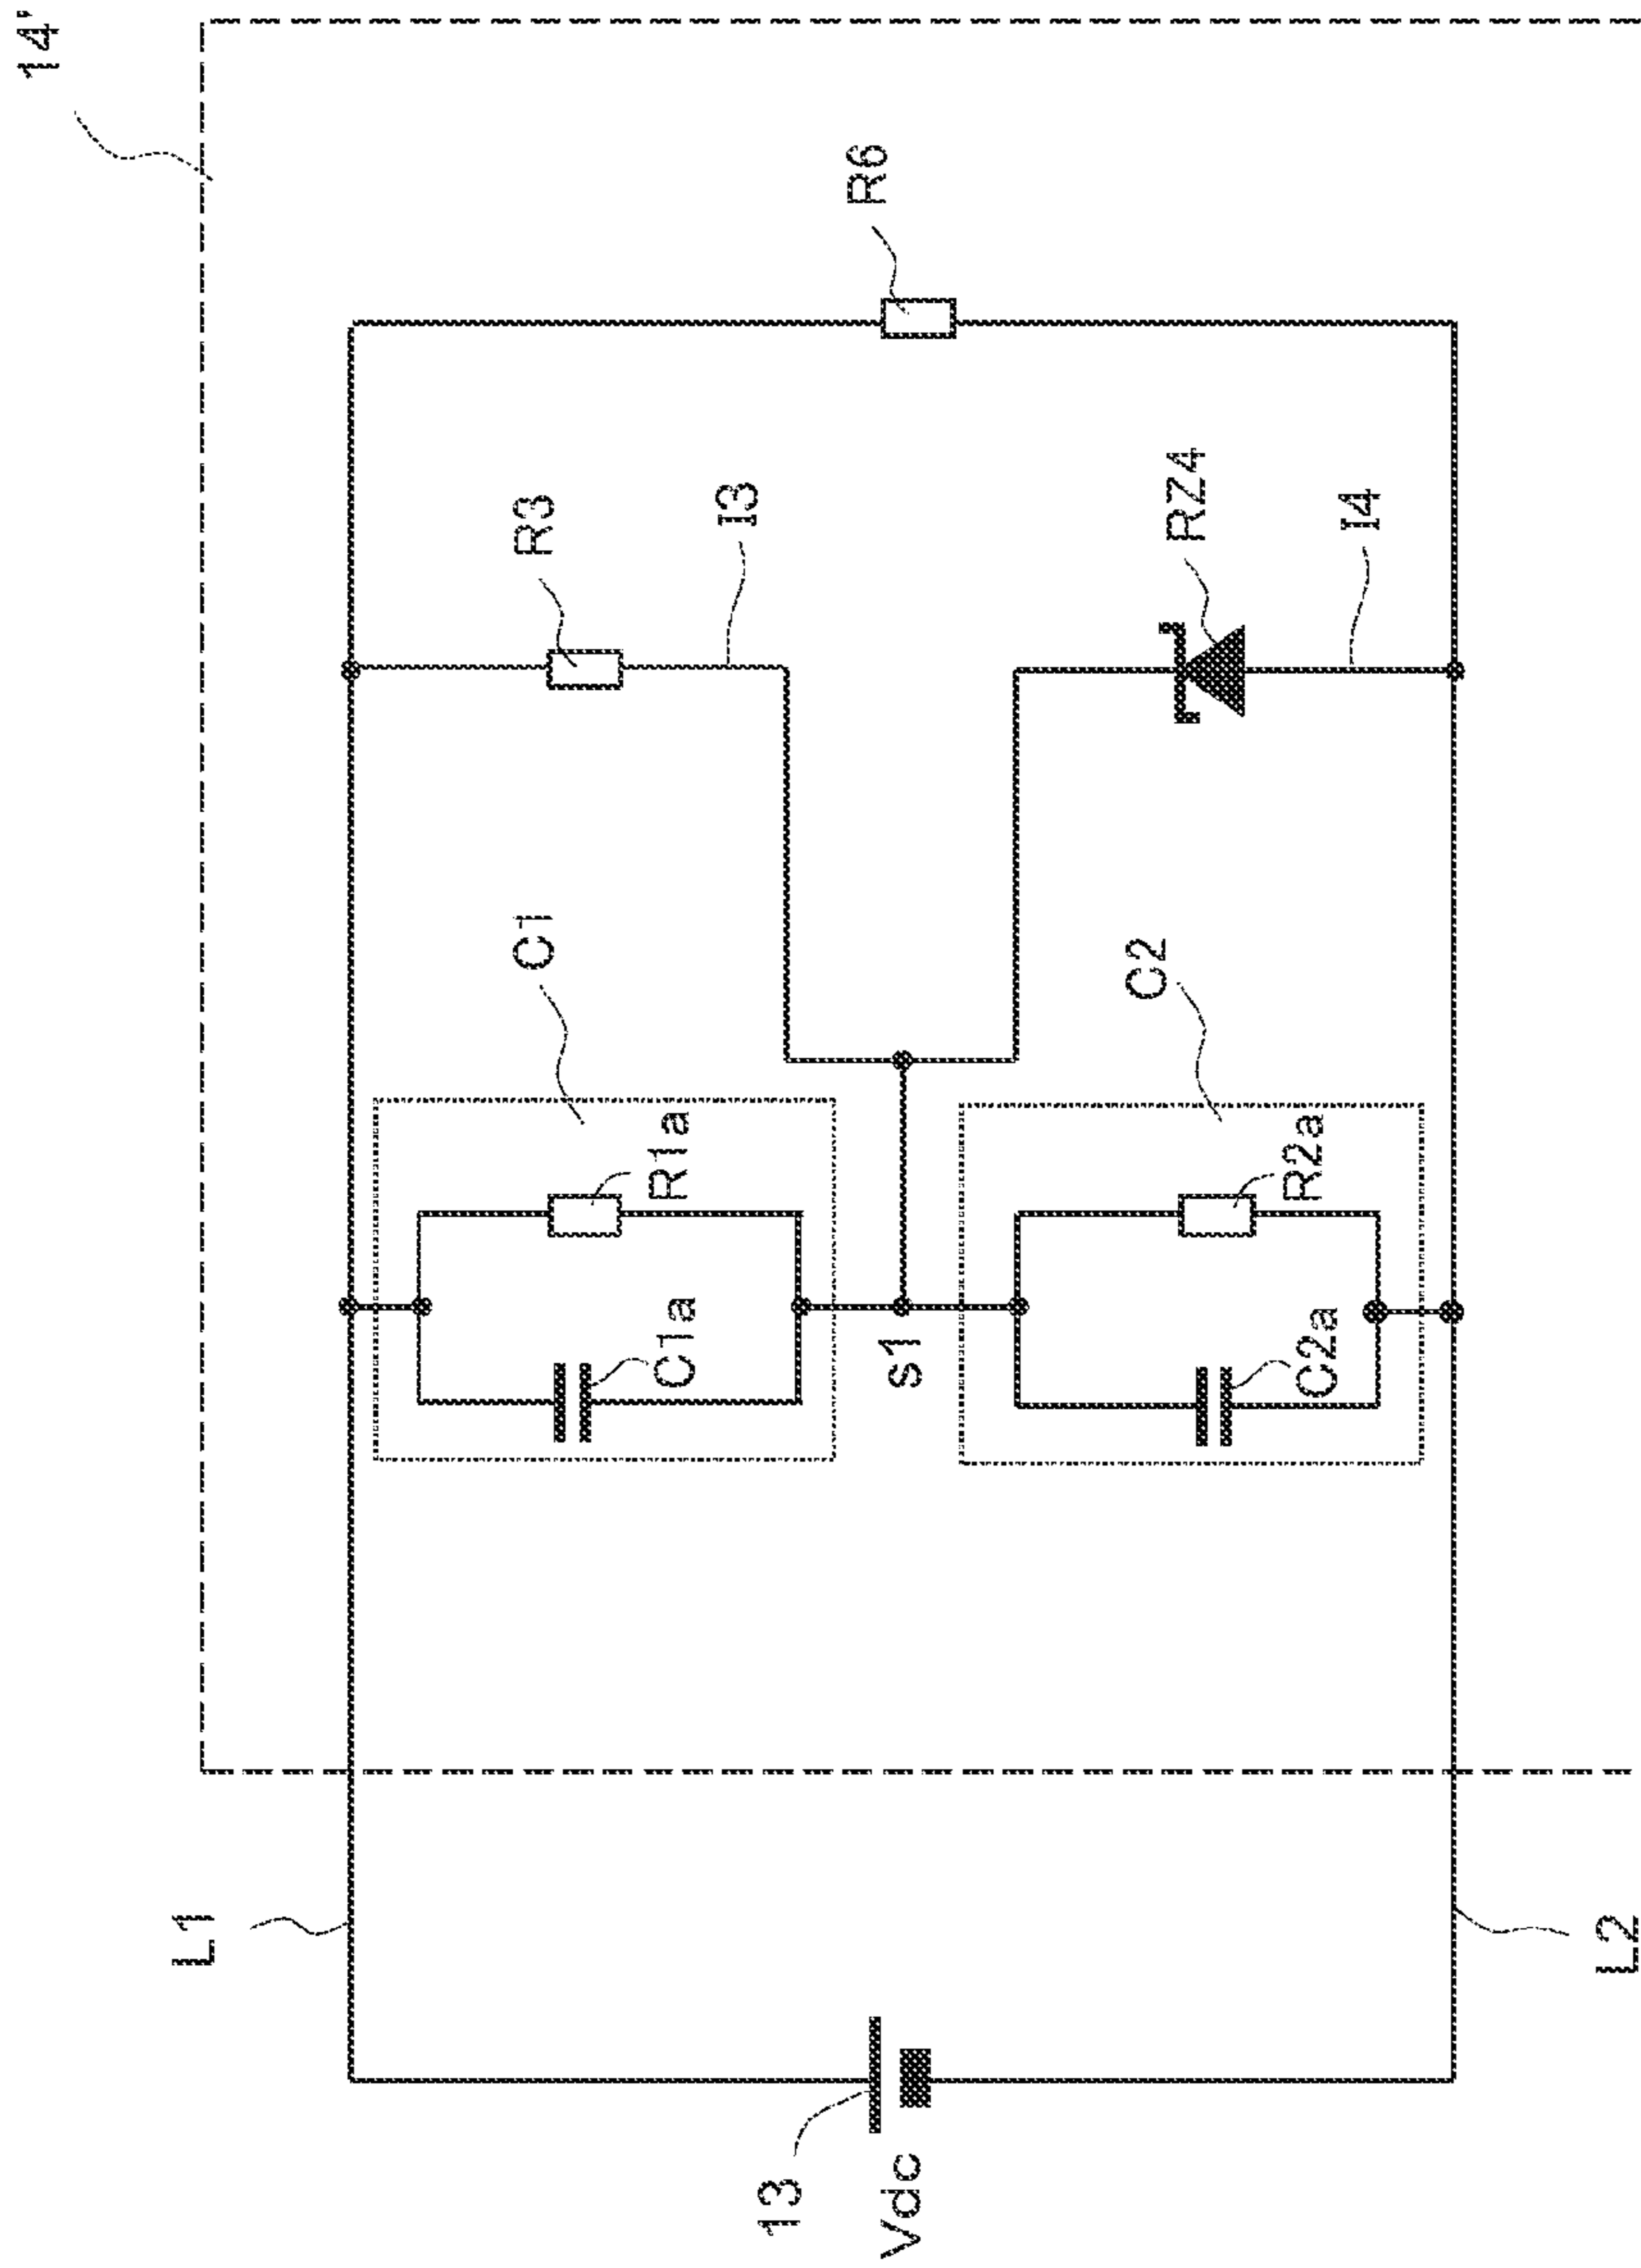 14'
L1
C1
R3
C1a
R1a
I3
13
Vdc
s1
R6
C2
RZ4
C2a
R2a
I4
L2